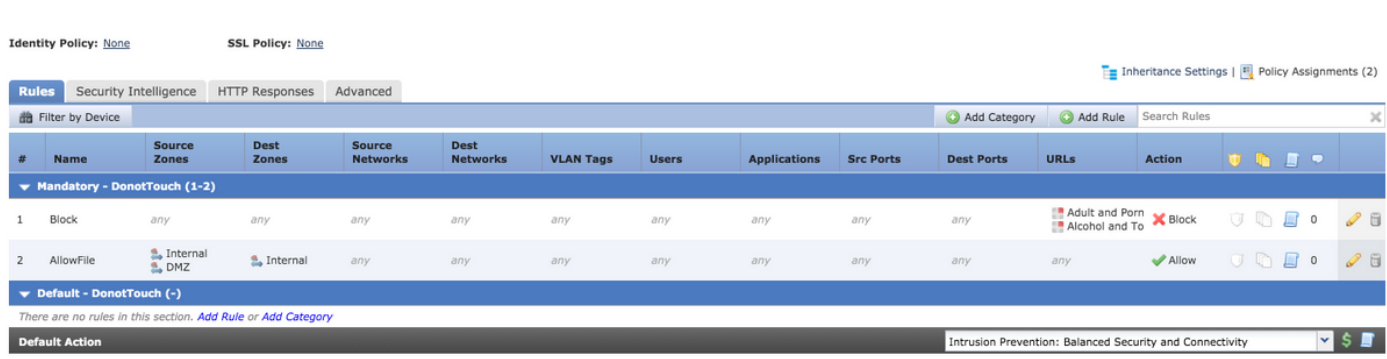 Identity Policy: None SSL Policy: None
Inheritance Settings | Policy Assignments (2)
Rules Security Intelligence HTTP Responses Advanced
Filter by Device Add Category Add Rule Search Rules
# Name Source Zones Dest Zones Source Networks Dest Networks VLAN Tags Users Applications Src Ports Dest Ports URLs Action
Mandatory - DonotTouch (1-2)
1 Block any any any any any any any any any Adult and Porn Alcohol and To Block 0
2 AllowFile Internal DMZ Internal any any any any any any any any Allow 0
Default - DonotTouch (-)
There are no rules in this section. Add Rule or Add Category
Default Action Intrusion Prevention: Balanced Security and Connectivity